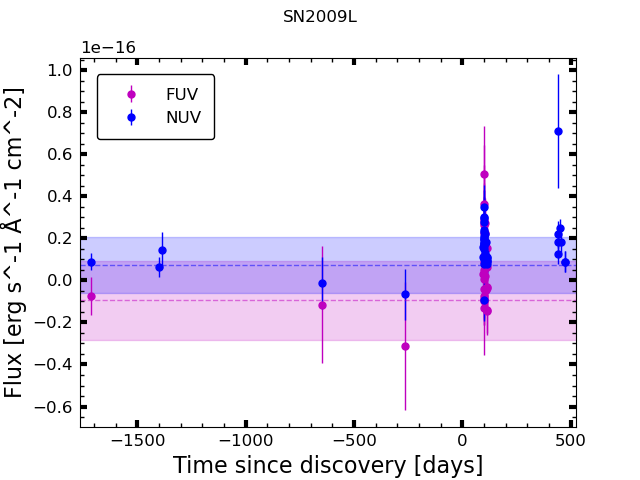 SN2009L
1e−16
FUV
NUV
1.0
0.8
0.6
0.4
0.2
0.0
−0.2
−0.4
−0.6
Flux [erg s^-1 Å^-1 cm^-2]
−1500 −1000 −500 0 500
Time since discovery [days]